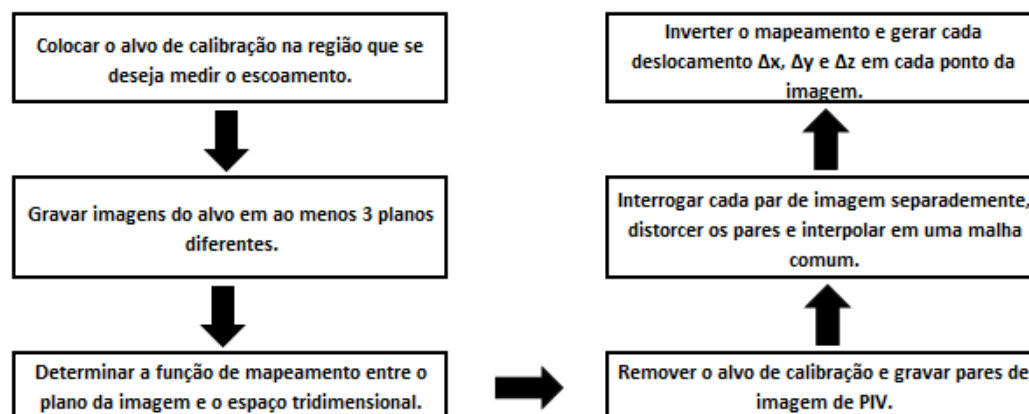 Colocar o alvo de calibração na região que se
deseja medir o escoamento.
Gravar imagens do alvo em ao menos 3 planos
diferentes.
Determinar a função de mapeamento entre o
plano da imagem e o espaço tridimensional.
Remover o alvo de calibração e gravar pares de
imagem de PIV.
Interrogar cada par de imagem separademente,
distorcer os pares e interpolar em uma malha
comum.
Inverter o mapeamento e gerar cada
deslocamento Δx, Δy e Δz em cada ponto da
imagem.